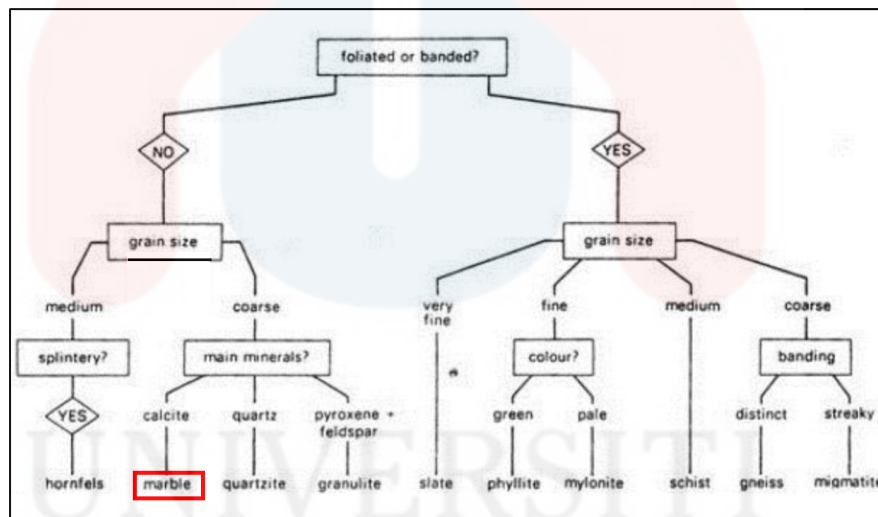 foliated or banded?
NO
YES
grain size
grain size
medium
coarse
very
fine
fine
medium
coarse
splintery?
main minerals?
colour?
banding
YES
calcite
quartz
pyroxene +
feldspar
green
pale
distinct
streaky
hornfels
marble
quartzite
granulite
slate
phyllite
mylonite
schist
gneiss
migmatite
UNIVERSITI